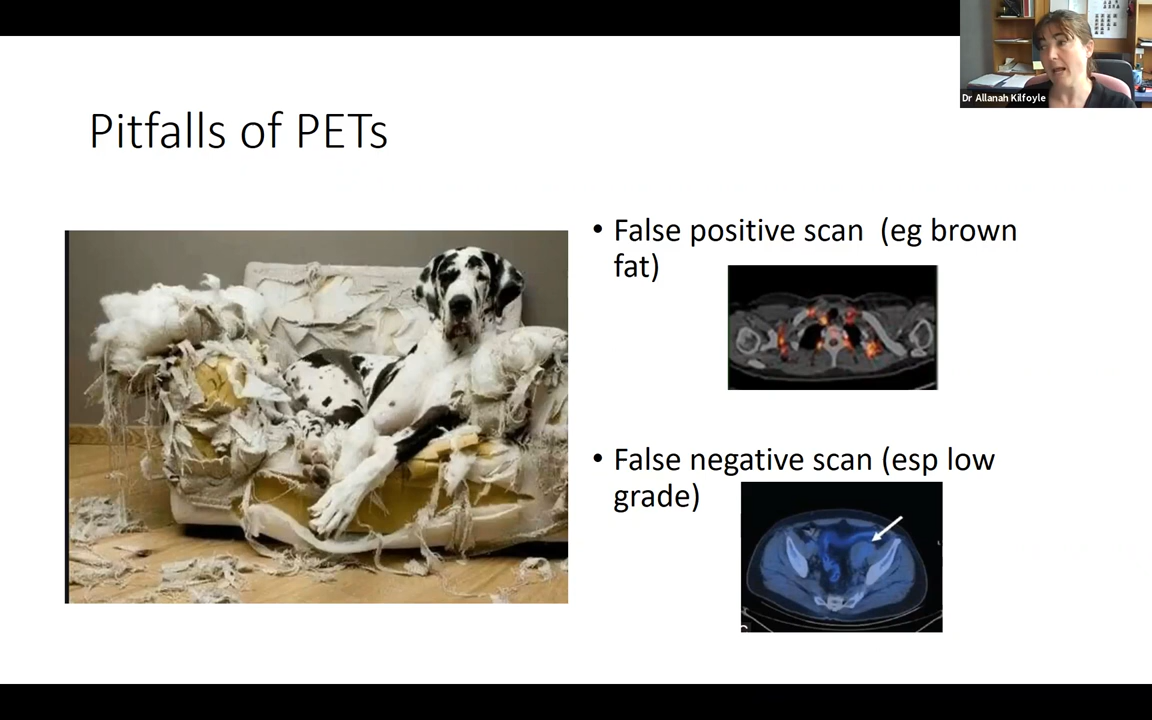 Dr Allanah Kilfoyle
Pitfalls of PETs
• False positive scan (eg brown
fat)
• False negative scan (esp low
grade)